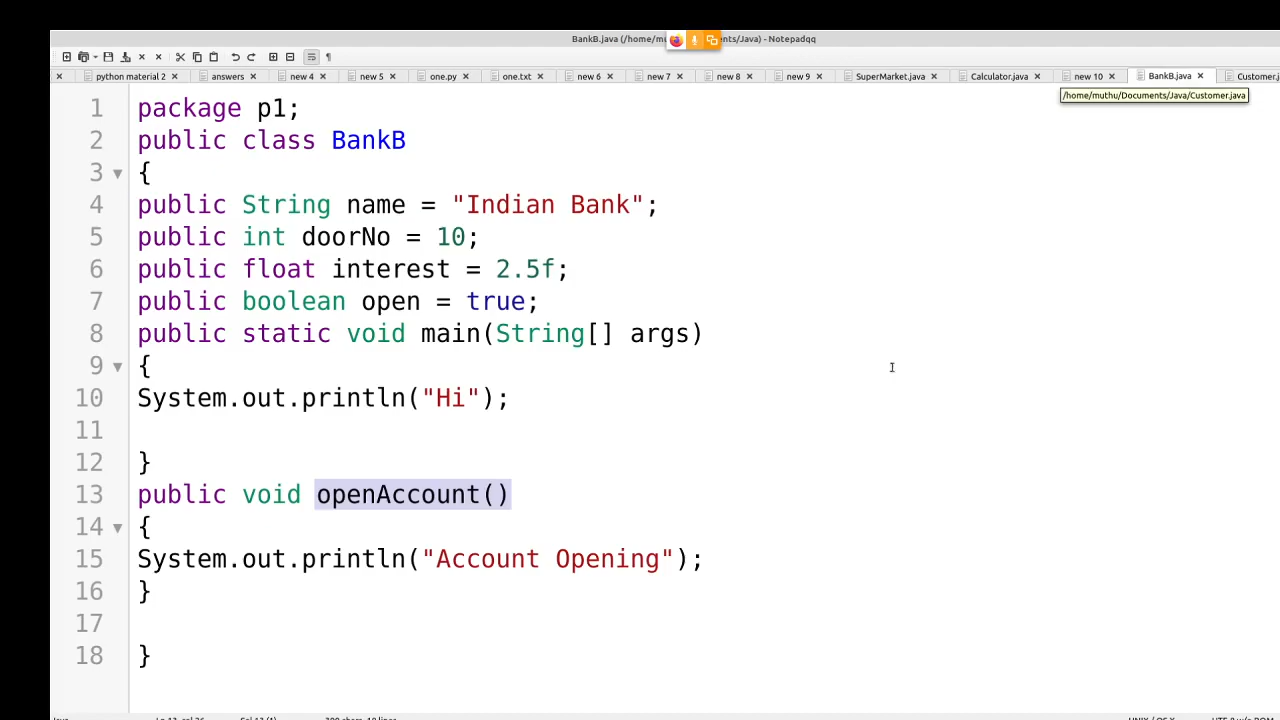 BankB.java (/home/mu nts/Java) - Notepadqq
python material 2 answers new 4 new 5 one.py one.txt new 6 new 7 new 8 new 9 SuperMarket.java Calculator.java new 10 BankB.java Customer.j
/home/muthu/Documents/Java/Customer.java
1 package p1;
2 public class BankB
3 {
4 public String name = "Indian Bank";
5 public int doorNo = 10;
6 public float interest = 2.5f;
7 public boolean open = true;
8 public static void main(String[] args)
9 {
10 System.out.println("Hi");
11
12 }
13 public void openAccount()
14 {
15 System.out.println("Account Opening");
16 }
17
18 }